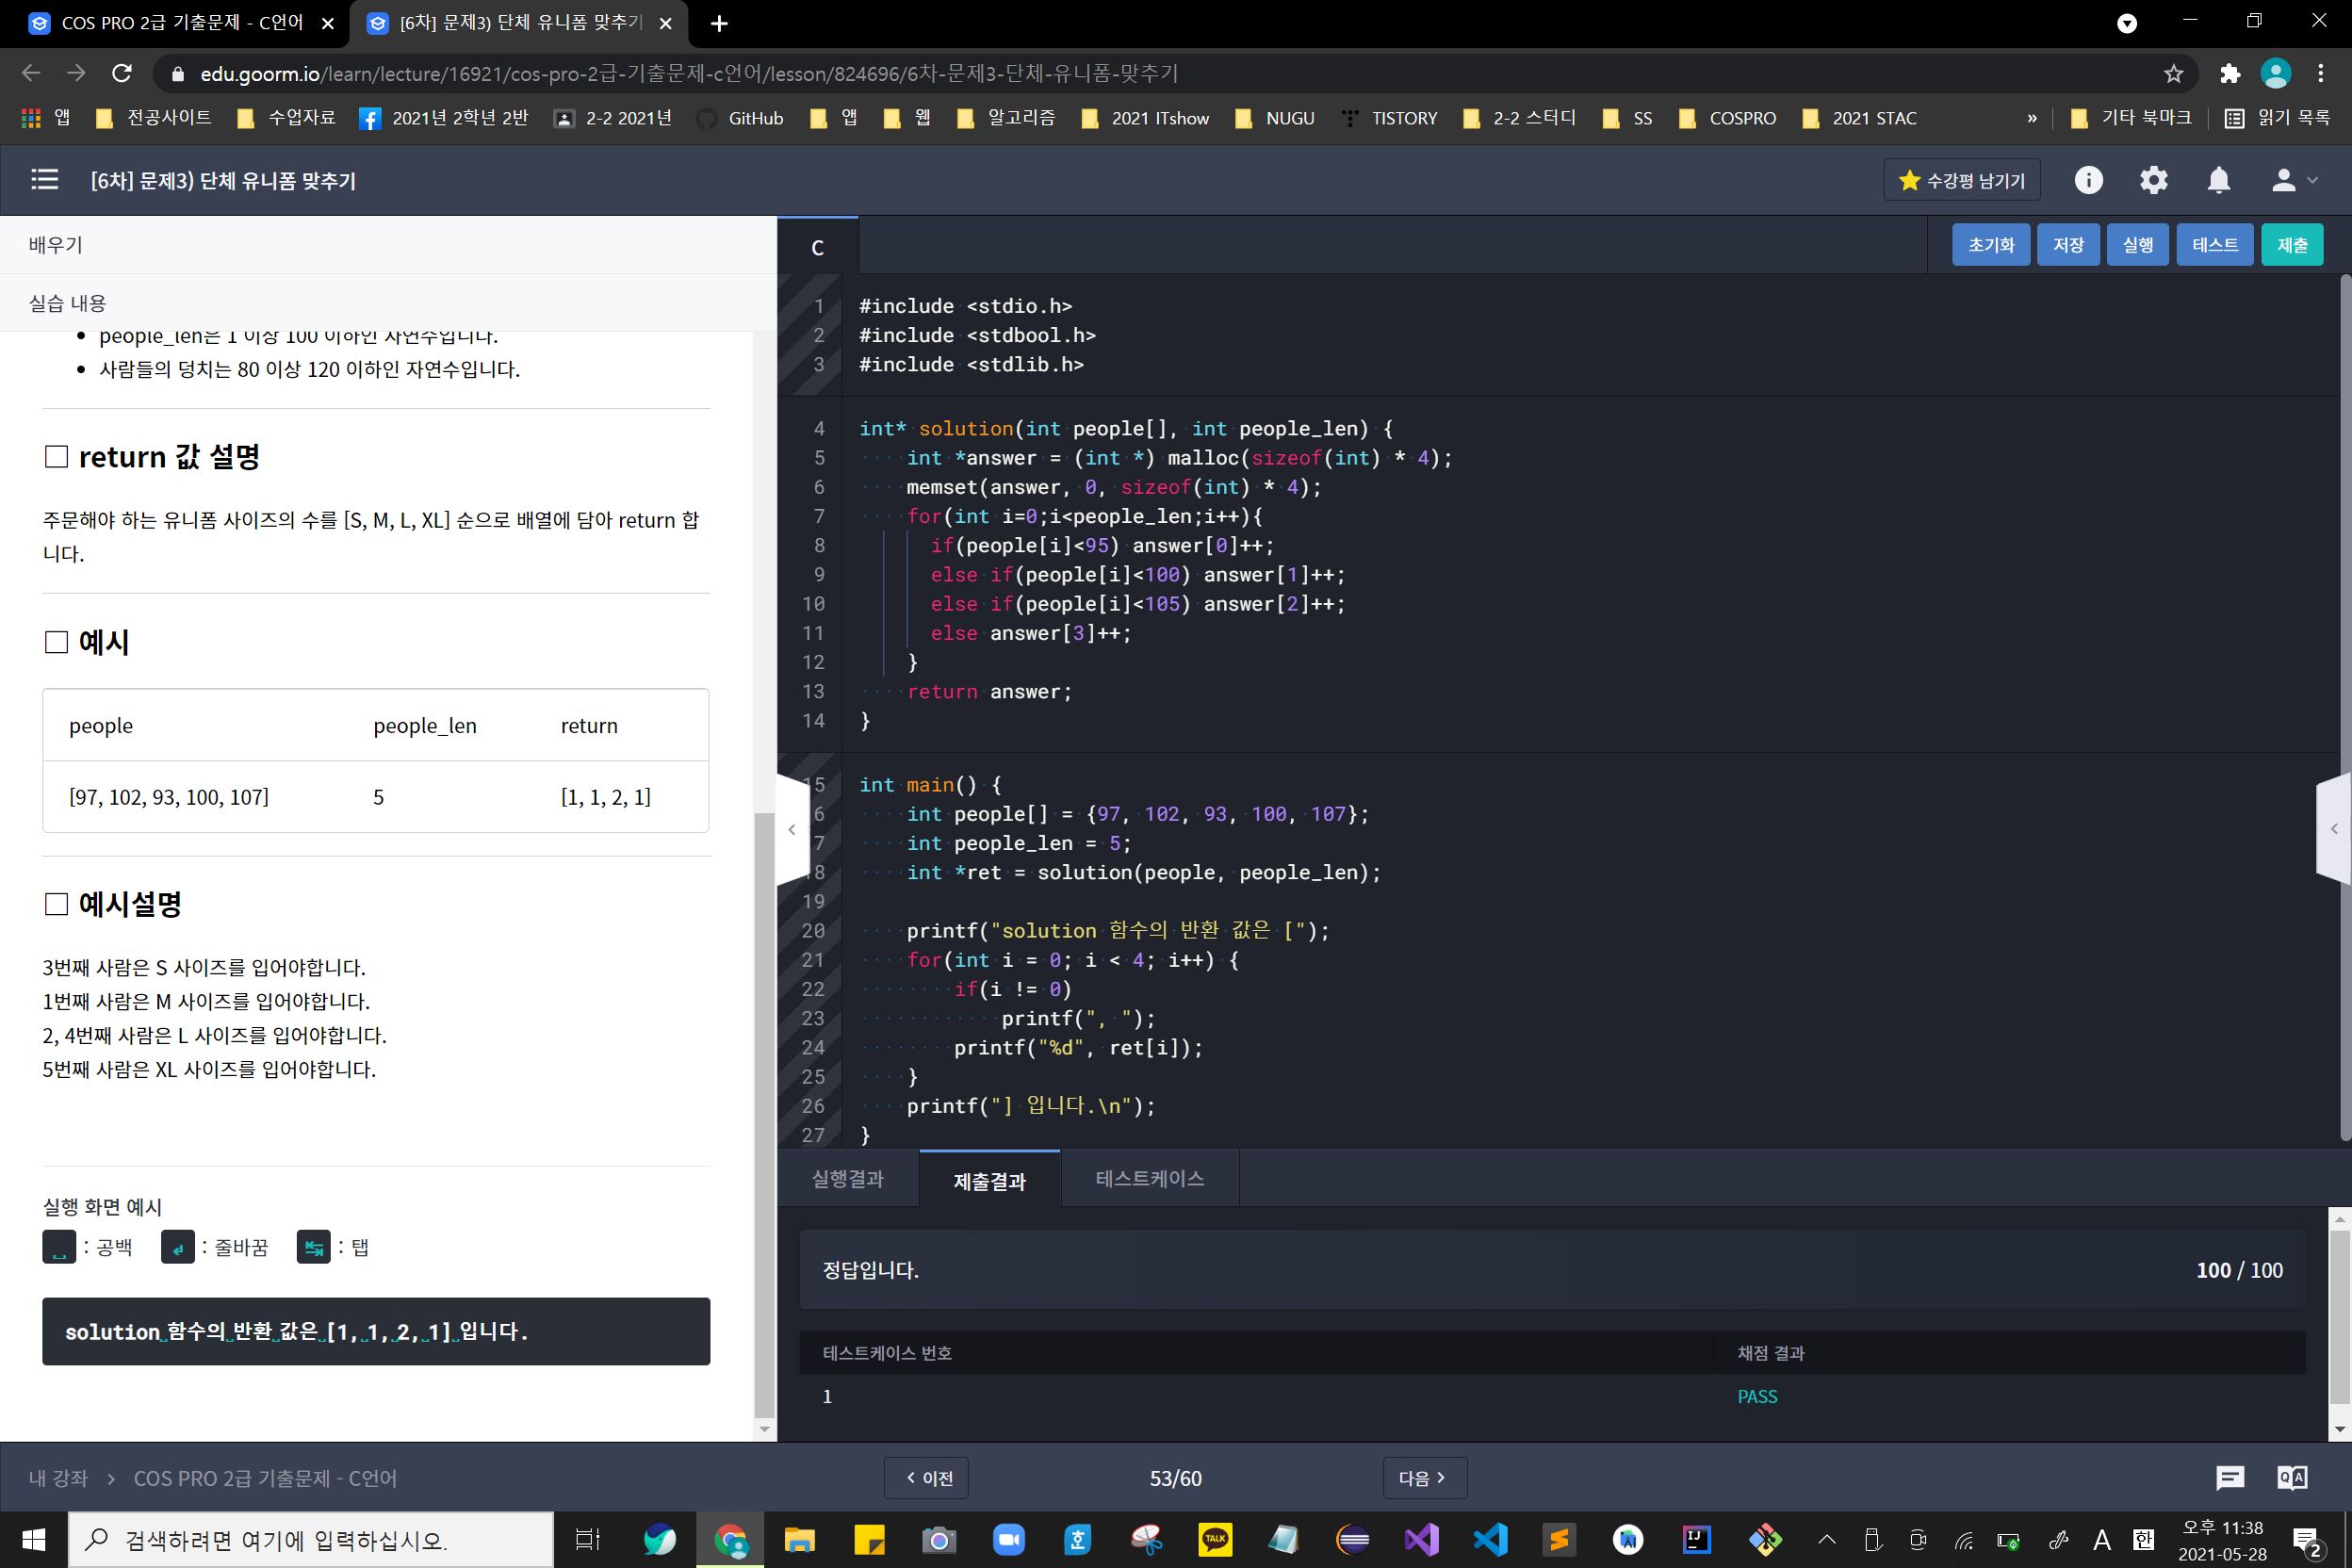 COS PRO 2급 기출문제 - C언어
[6차] 문제3) 단체 유니폼 맞추기
edu.goorm.io/learn/lecture/16921/cos-pro-2급-기출문제-c언어/lesson/824696/6차-문제3-단체-유니폼-맞추기
앱 전공사이트 수업자료 2021년 2학년 2반 2-2 2021년 GitHub 앱 웹 알고리즘 2021 ITshow NUGU TISTORY 2-2 스터디 SS COSPRO 2021 STAC » 기타 북마크 읽기 목록
[6차] 문제3) 단체 유니폼 맞추기
수강평 남기기
배우기
실습 내용
people_len은 1 이상 100 이하인 자연수입니다.
사람들의 덩치는 80 이상 120 이하인 자연수입니다.
return 값 설명
주문해야 하는 유니폼 사이즈의 수를 [S, M, L, XL] 순으로 배열에 담아 return 합
니다.
예시
people people_len return
[97, 102, 93, 100, 107] 5 [1, 1, 2, 1]
예시설명
3번째 사람은 S 사이즈를 입어야합니다.
1번째 사람은 M 사이즈를 입어야합니다.
2, 4번째 사람은 L 사이즈를 입어야합니다.
5번째 사람은 XL 사이즈를 입어야합니다.
실행 화면 예시
: 공백 : 줄바꿈 : 탭
solution 함수의 반환 값은 [1, 1, 2, 1] 입니다.
C
초기화 저장 실행 테스트 제출
1 #include <stdio.h>
2 #include <stdbool.h>
3 #include <stdlib.h>
4 int* solution(int people[], int people_len) {
5 int *answer = (int *) malloc(sizeof(int) * 4);
6 memset(answer, 0, sizeof(int) * 4);
7 for(int i=0;i<people_len;i++){
8 if(people[i]<95) answer[0]++;
9 else if(people[i]<100) answer[1]++;
10 else if(people[i]<105) answer[2]++;
11 else answer[3]++;
12 }
13 return answer;
14 }
15 int main() {
6 int people[] = {97, 102, 93, 100, 107};
7 int people_len = 5;
8 int *ret = solution(people, people_len);
19
20 printf("solution 함수의 반환 값은 [");
21 for(int i = 0; i < 4; i++) {
22 if(i != 0)
23 printf(", ");
24 printf("%d", ret[i]);
25 }
26 printf("] 입니다.\n");
27 }
실행결과 제출결과 테스트케이스
정답입니다. 100 / 100
테스트케이스 번호 채점 결과
1 PASS
내 강좌 > COS PRO 2급 기출문제 - C언어
< 이전 53/60 다음 >
QA
검색하려면 여기에 입력하십시오.
TALK
IJ
A 한
오후 11:38
2021-05-28
2